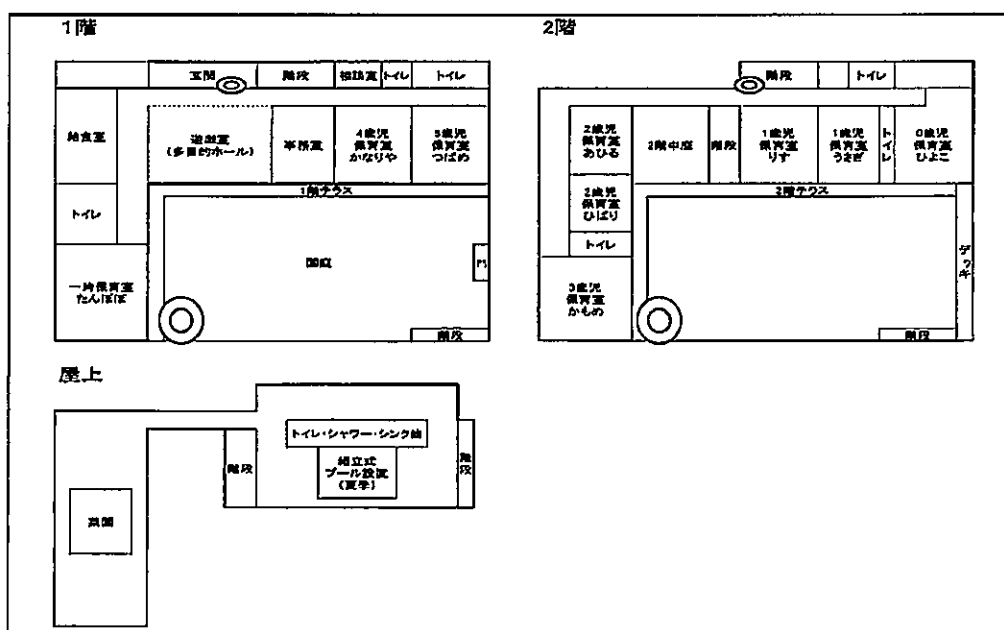 1階
玄関
階段
相談室
トイレ
トイレ
給食室
遊戯室
(多目的ホール)
事務室
4歳児
保育室
かなりや
5歳児
保育室
つばめ
1階テラス
トイレ
園庭
門
一時保育室
たんぽぽ
階段
2階
階段
トイレ
2歳児
保育室
あひる
2階中庭
階段
1歳児
保育室
りす
1歳児
保育室
うさぎ
トイレ
0歳児
保育室
ひよこ
2階テラス
2歳児
保育室
ひばり
トイレ
デッキ
3歳児
保育室
かもめ
階段
屋上
トイレ・シャワー・シンク
階段
組立式
プール設置
(夏季)
階段
菜園